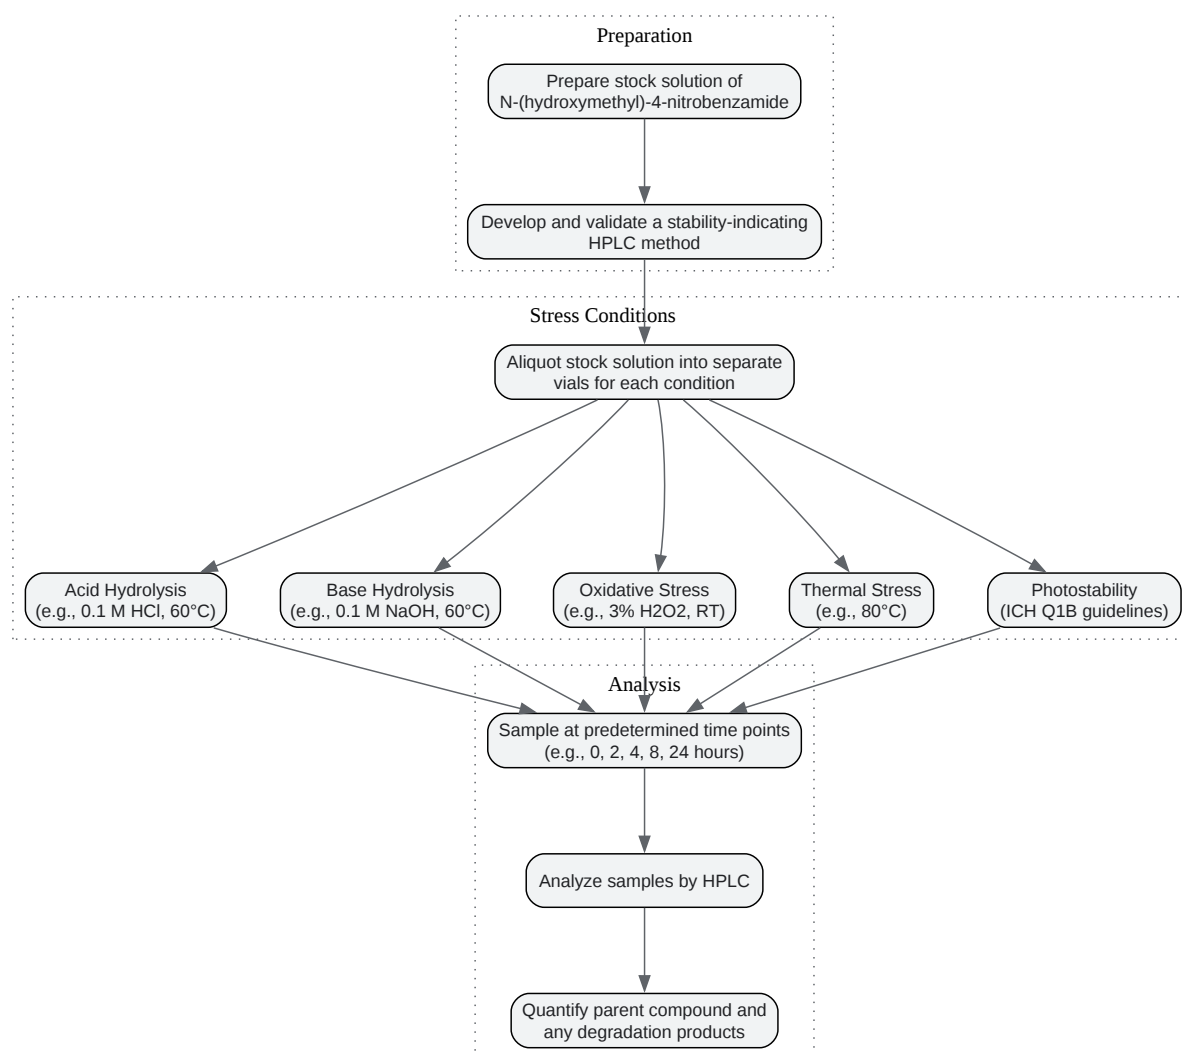 Preparation
Prepare stock solution of
N-(hydroxymethyl)-4-nitrobenzamide
Develop and validate a stability-indicating
HPLC method
Stress Conditions
Aliquot stock solution into separate
vials for each condition
Acid Hydrolysis
(e.g., 0.1 M HCl, 60°C)
Base Hydrolysis
(e.g., 0.1 M NaOH, 60°C)
Oxidative Stress
(e.g., 3% H2O2, RT)
Thermal Stress
(e.g., 80°C)
Photostability
(ICH Q1B guidelines)
Analysis
Sample at predetermined time points
(e.g., 0, 2, 4, 8, 24 hours)
Analyze samples by HPLC
Quantify parent compound and
any degradation products